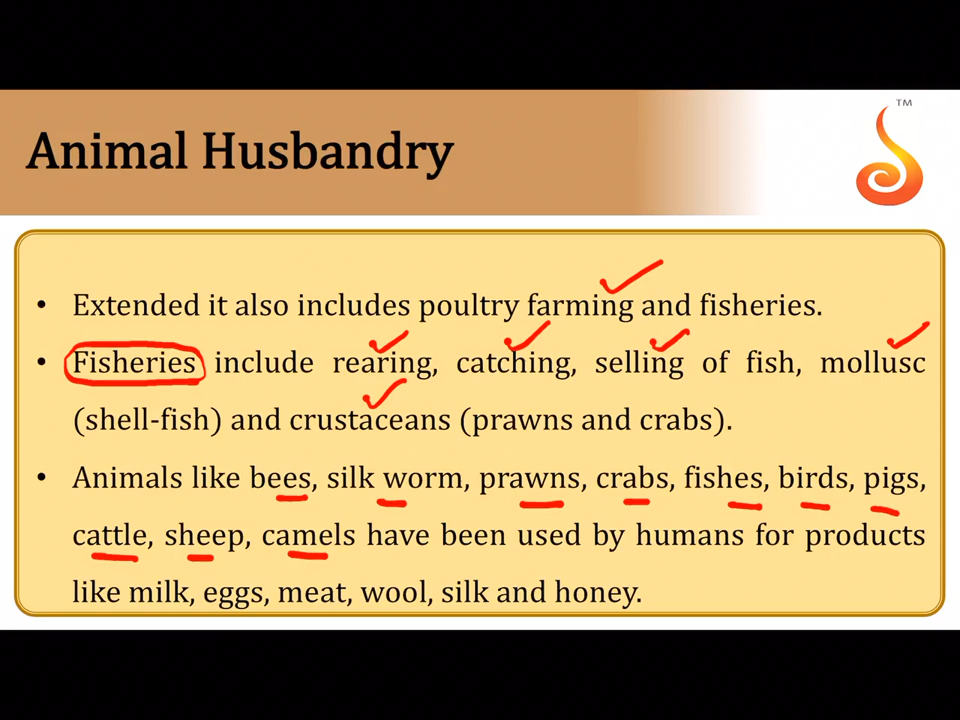 TM
Animal Husbandry
• Extended it also includes poultry farming and fisheries.
• Fisheries include rearing, catching, selling of fish, mollusc
(shell-fish) and crustaceans (prawns and crabs).
• Animals like bees, silk worm, prawns, crabs, fishes, birds, pigs,
cattle, sheep, camels have been used by humans for products
like milk, eggs, meat, wool, silk and honey.